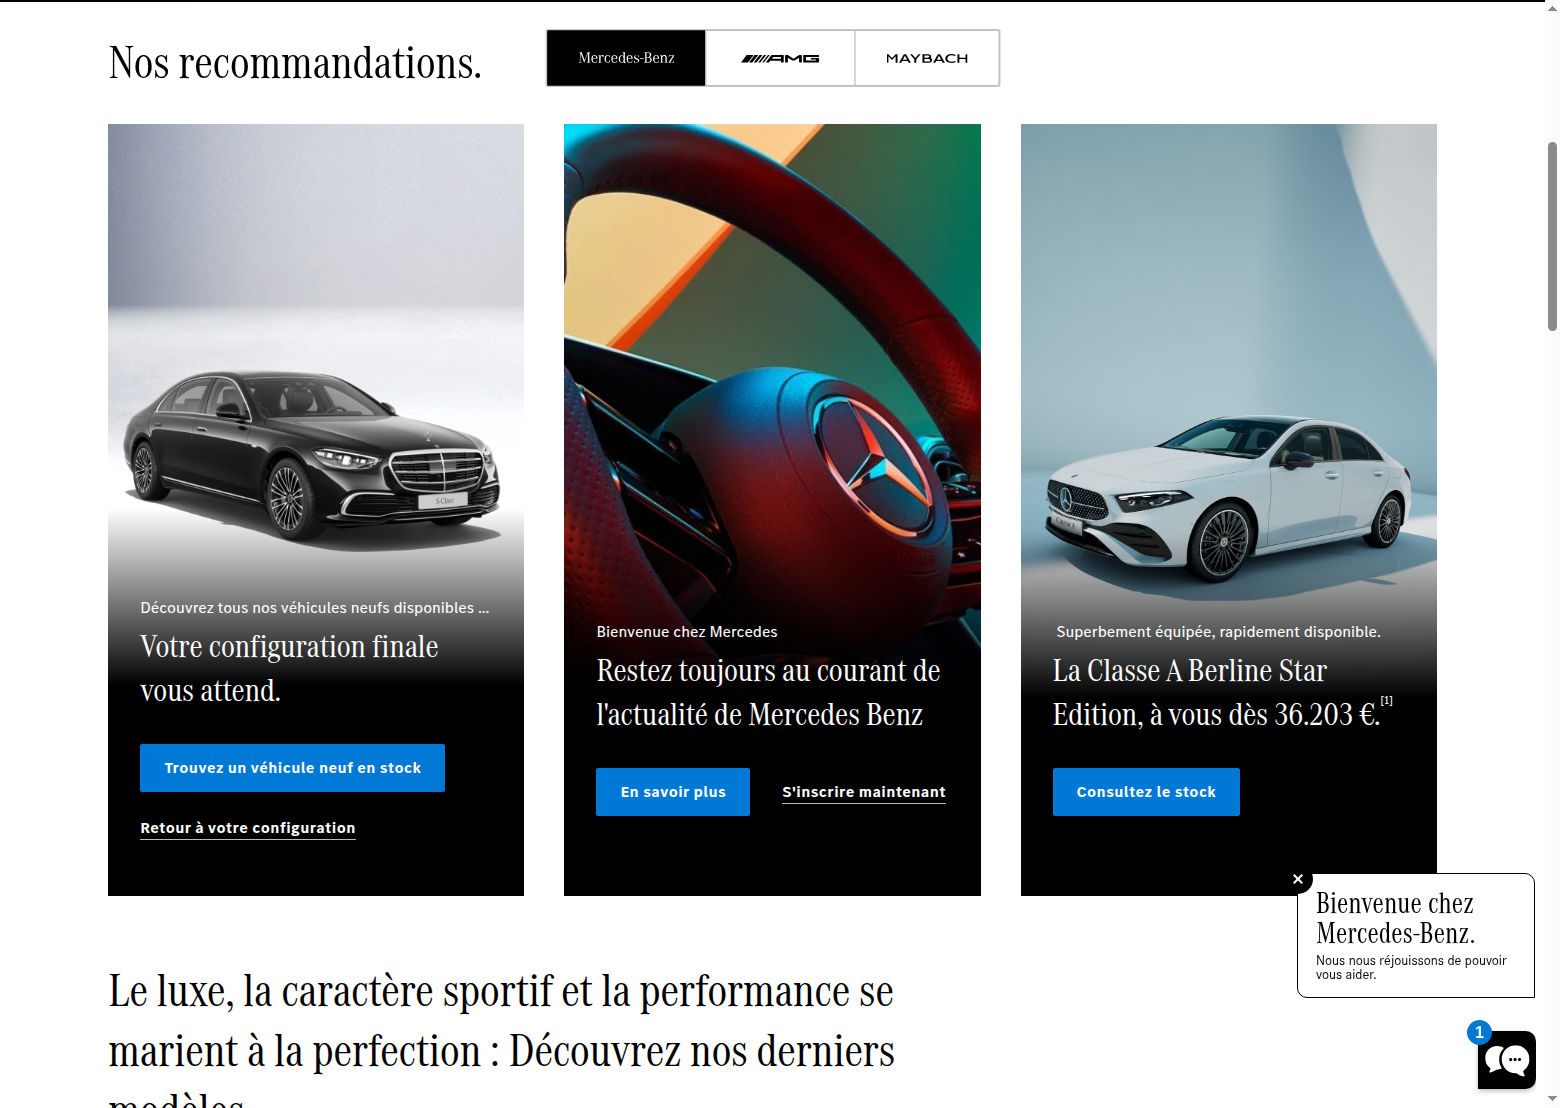 Nos recommandations.
Mercedes-Benz
AMG
MAYBACH
S-Class
Découvrez tous nos véhicules neufs disponibles ...
Votre configuration finale
vous attend.
Trouvez un véhicule neuf en stock
Retour à votre configuration
Bienvenue chez Mercedes
Restez toujours au courant de
l'actualité de Mercedes Benz
En savoir plus
S'inscrire maintenant
Classe A
Superbement équipée, rapidement disponible.
La Classe A Berline Star
Edition, à vous dès 36.203 €.[1]
Consultez le stock
Bienvenue chez
Mercedes-Benz.
Nous nous réjouissons de pouvoir
vous aider.
1
Le luxe, la caractère sportif et la performance se
marient à la perfection : Découvrez nos derniers
modèles